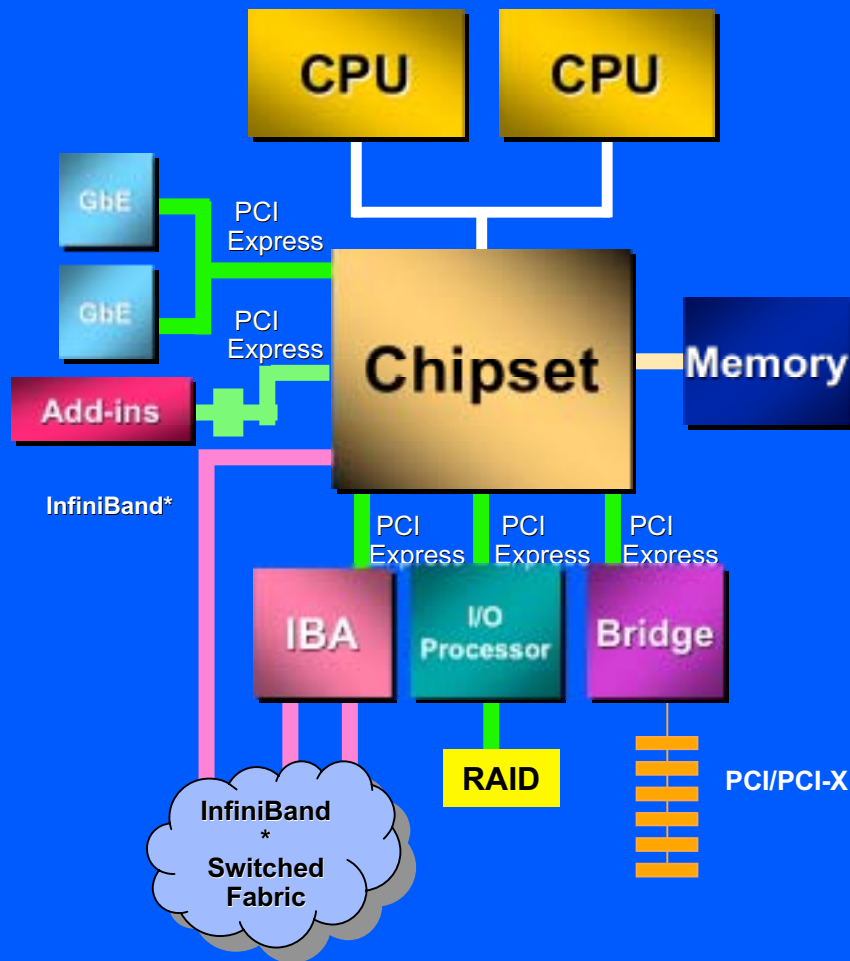 CPU
CPU
GbE
PCI
Express
GbE
PCI
Express
Chipset
Memory
Add-ins
InfiniBand*
PCI
Express
PCI
Express
PCI
Express
IBA
I/O
Processor
Bridge
RAID
PCI/PCI-X
InfiniBand
*
Switched
Fabric